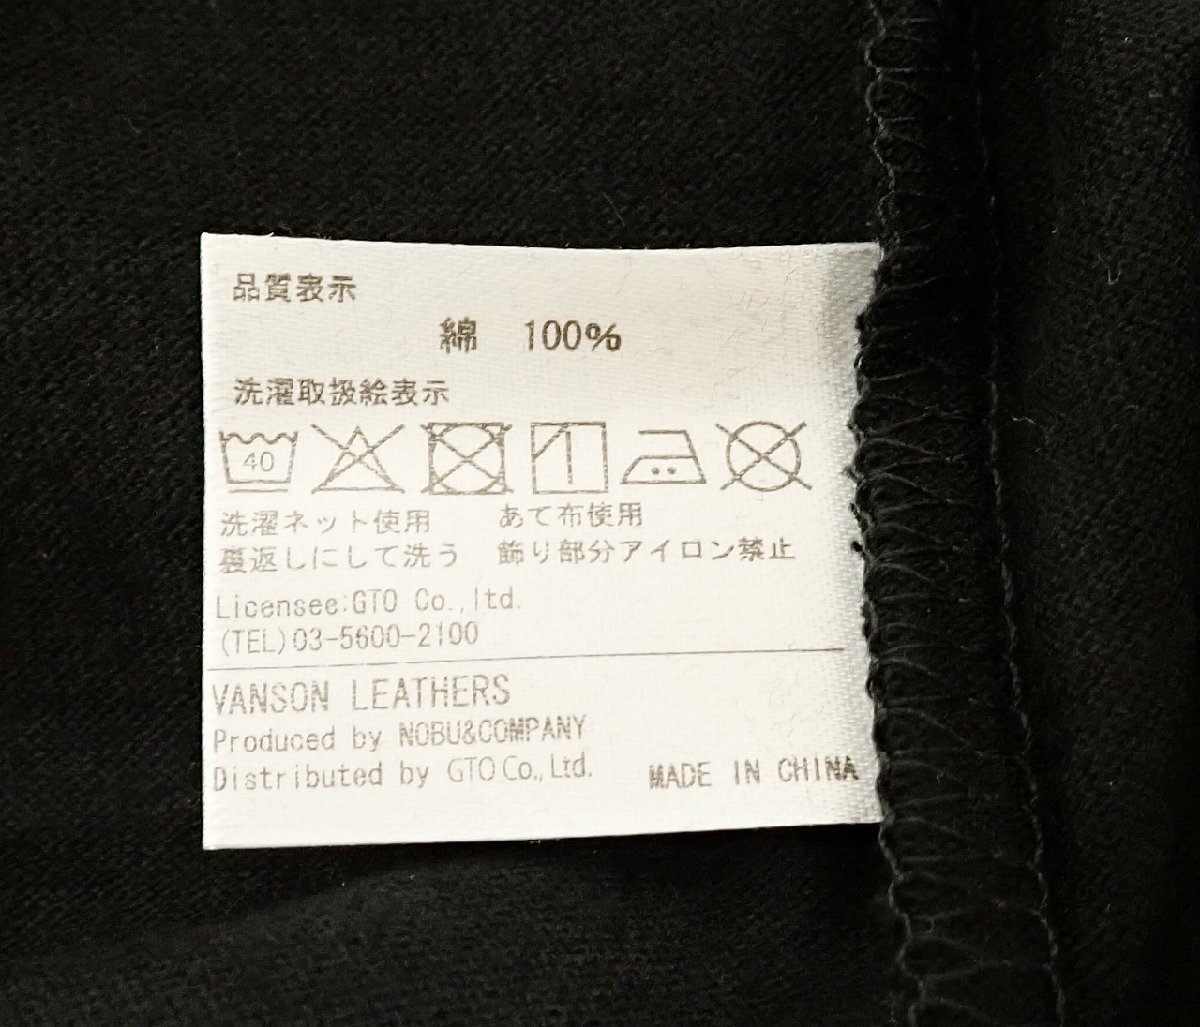 品質表示
綿 100%
洗濯取扱絵表示
40
洗濯ネット使用 あて布使用
裏返しにして洗う 飾り部分アイロン禁止
Licensee:GTO Co.,ltd.
(TEL)03-5600-2100
VANSON LEATHERS
Produced by NOBU&COMPANY
Distributed by GTO Co.,Ltd. MADE IN CHINA